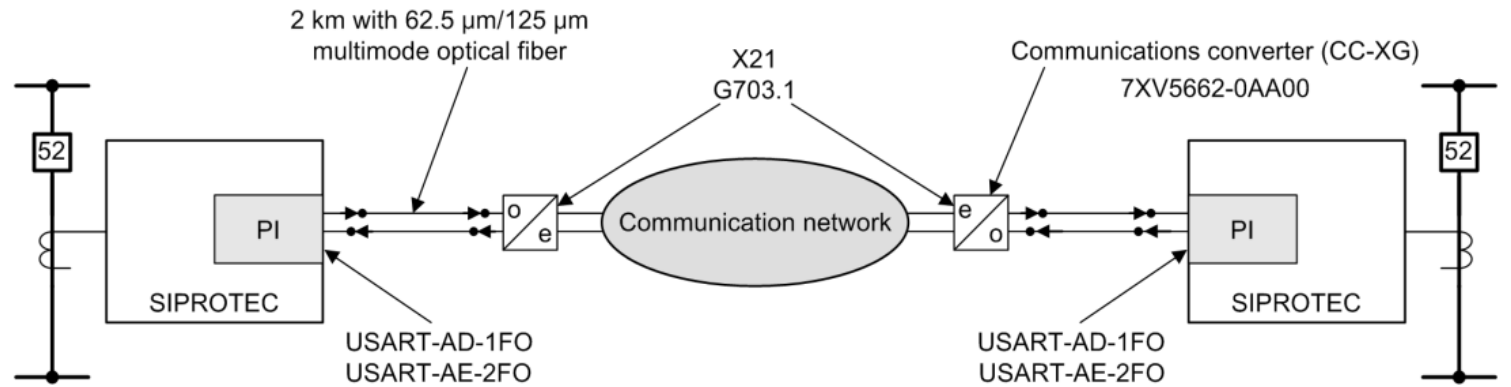 2 km with 62.5 µm/125 µm
multimode optical fiber
X21
G703.1
Communications converter (CC-XG)
7XV5662-0AA00
52
52
PI
o
e
Communication network
e
o
PI
SIPROTEC
SIPROTEC
USART-AD-1FO
USART-AE-2FO
USART-AD-1FO
USART-AE-2FO